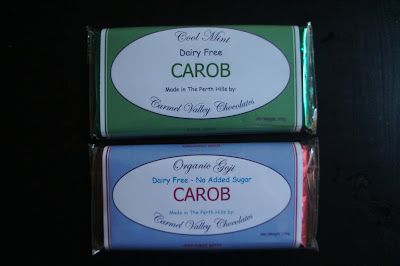 Cool Mint
Dairy Free
CAROB
Made in The Perth Hills by:
Carmel Valley Chocolates
Organic Goji
Dairy Free - No Added Sugar
CAROB
Made in The Perth Hills by:
Carmel Valley Chocolates